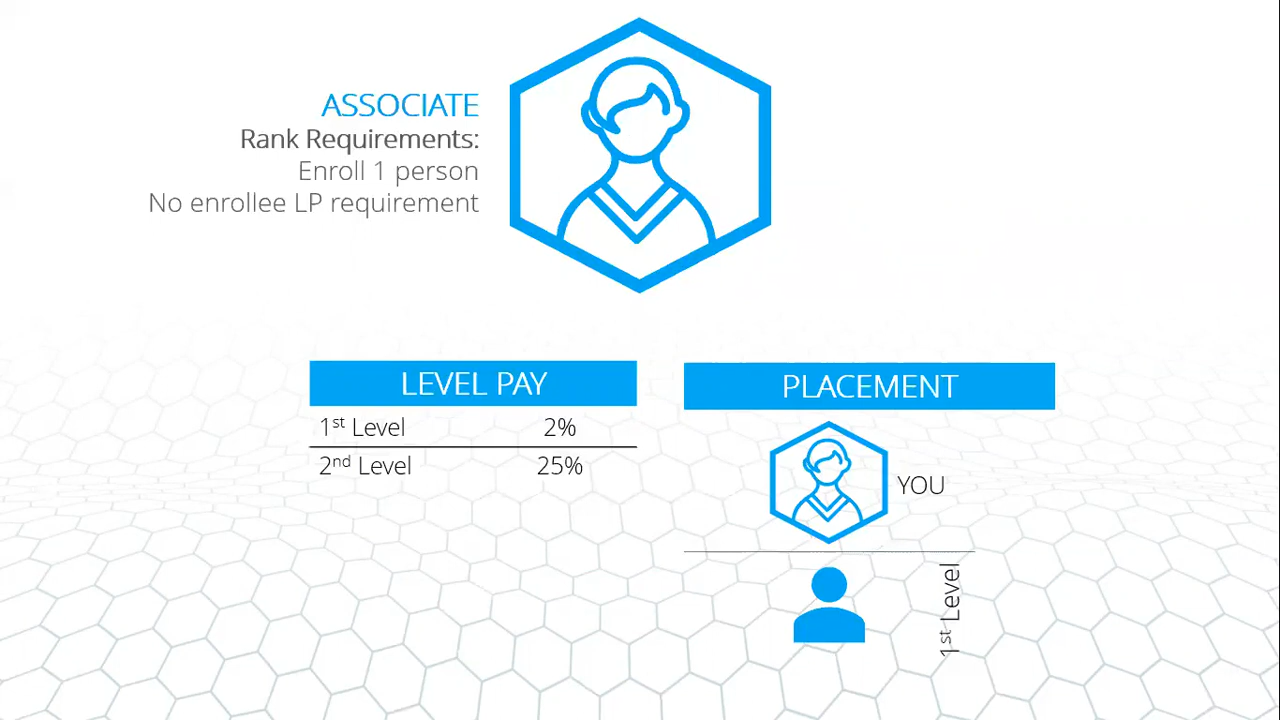 ASSOCIATE
Rank Requirements:
Enroll 1 person
No enrollee LP requirement
LEVEL PAY
1st Level 2%
2nd Level 25%
PLACEMENT
YOU
1st Level